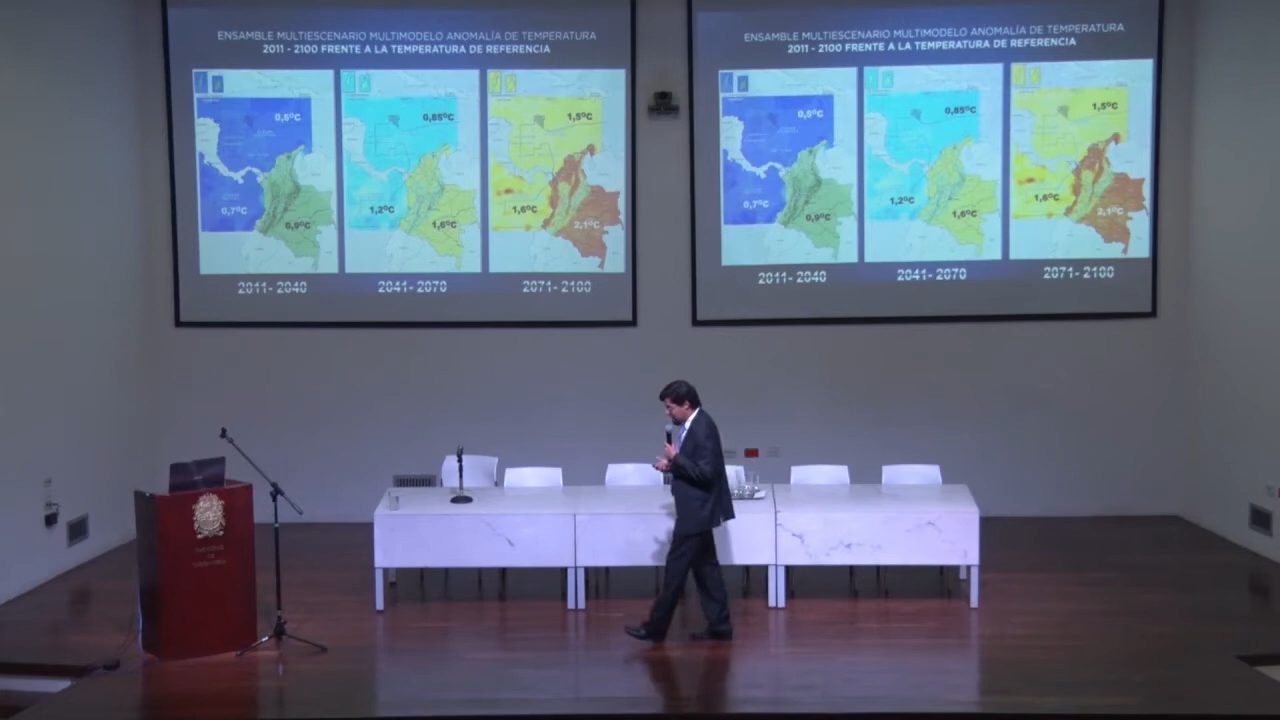 ENSAMBLE MULTIESCENARIO MULTIMODELO ANOMALÍA DE TEMPERATURA
2011 - 2100 FRENTE A LA TEMPERATURA DE REFERENCIA
0,5ºC
0,7ºC
0,9ºC
2011- 2040
0,85ºC
1,2ºC
1,6ºC
2041- 2070
1,5ºC
1,6ºC
2,1ºC
2071- 2100
ENSAMBLE MULTIESCENARIO MULTIMODELO ANOMALÍA DE TEMPERATURA
2011 - 2100 FRENTE A LA TEMPERATURA DE REFERENCIA
0,5ºC
0,7ºC
0,9ºC
2011- 2040
0,85ºC
1,2ºC
1,6ºC
2041- 2070
1,5ºC
1,6ºC
2,1ºC
2071- 2100